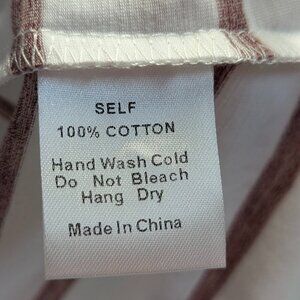 SELF
100% COTTON
Hand Wash Cold
Do Not Bleach
Hang Dry
Made In China